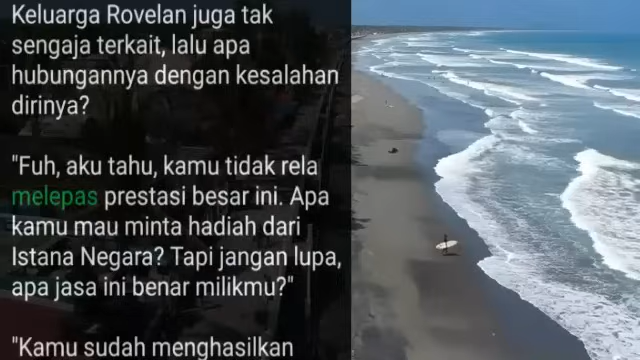 Keluarga Rovelan juga tak
sengaja terkait, lalu apa
hubungannya dengan kesalahan
dirinya?
"Fuh, aku tahu, kamu tidak rela
melepas prestasi besar ini. Apa
kamu mau minta hadiah dari
Istana Negara? Tapi jangan lupa,
apa jasa ini benar milikmu?"
"Kamu sudah menghasilkan